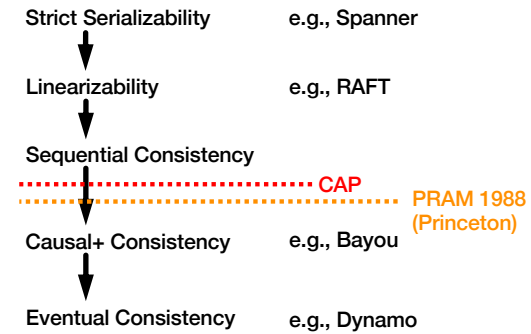 Strict Serializability e.g., Spanner
Linearizability e.g., RAFT
Sequential Consistency
CAP
PRAM 1988
(Princeton)
Causal+ Consistency e.g., Bayou
Eventual Consistency e.g., Dynamo